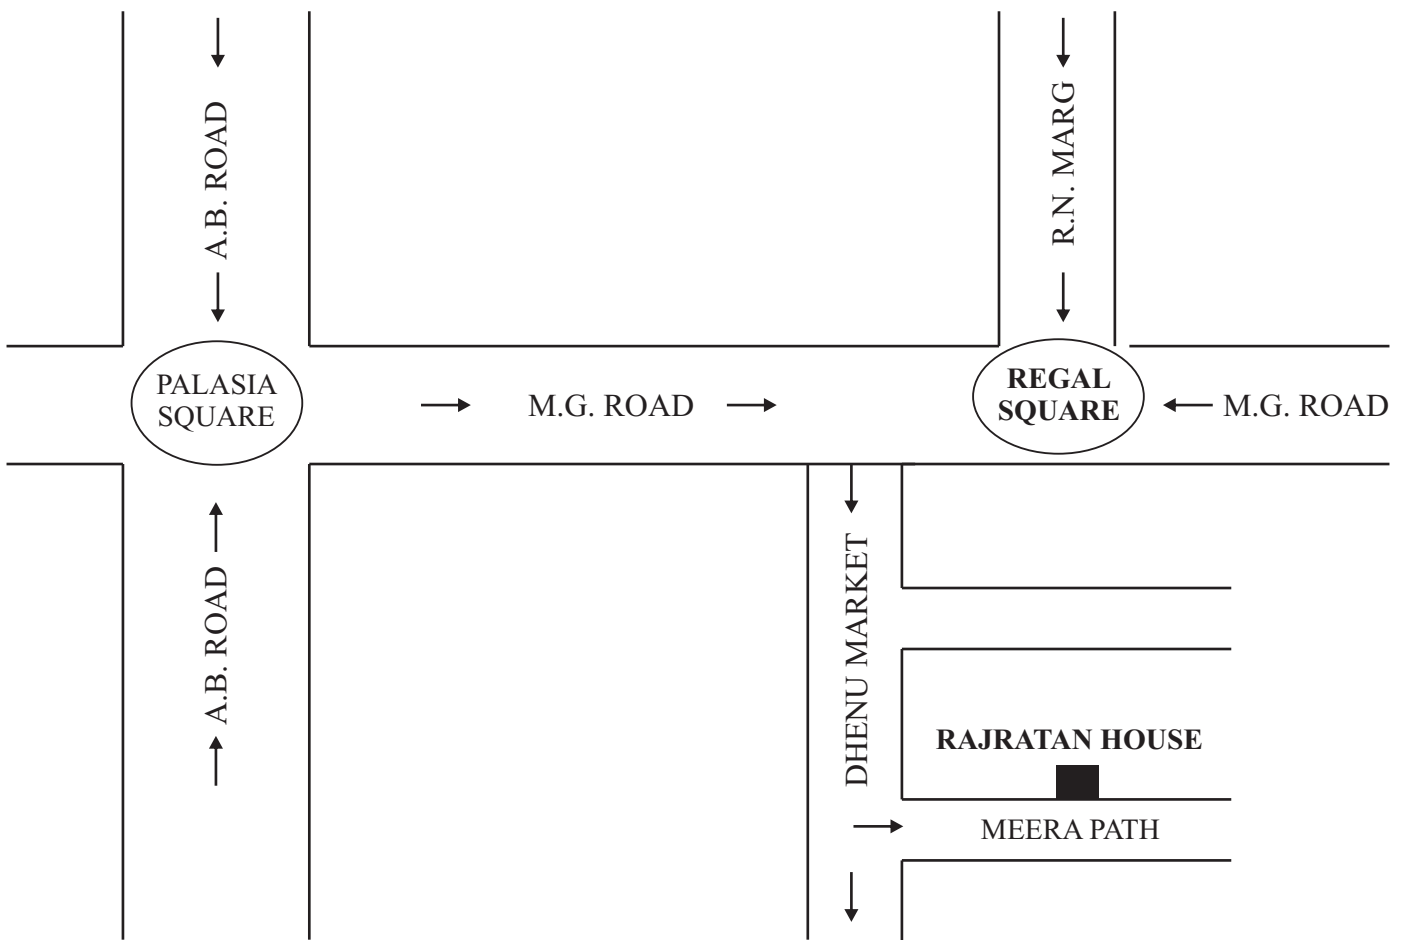 A.B. ROAD
R.N. MARG
PALASIA
SQUARE
M.G. ROAD
REGAL
SQUARE
M.G. ROAD
A.B. ROAD
DHENU MARKET
RAJRATAN HOUSE
MEERA PATH